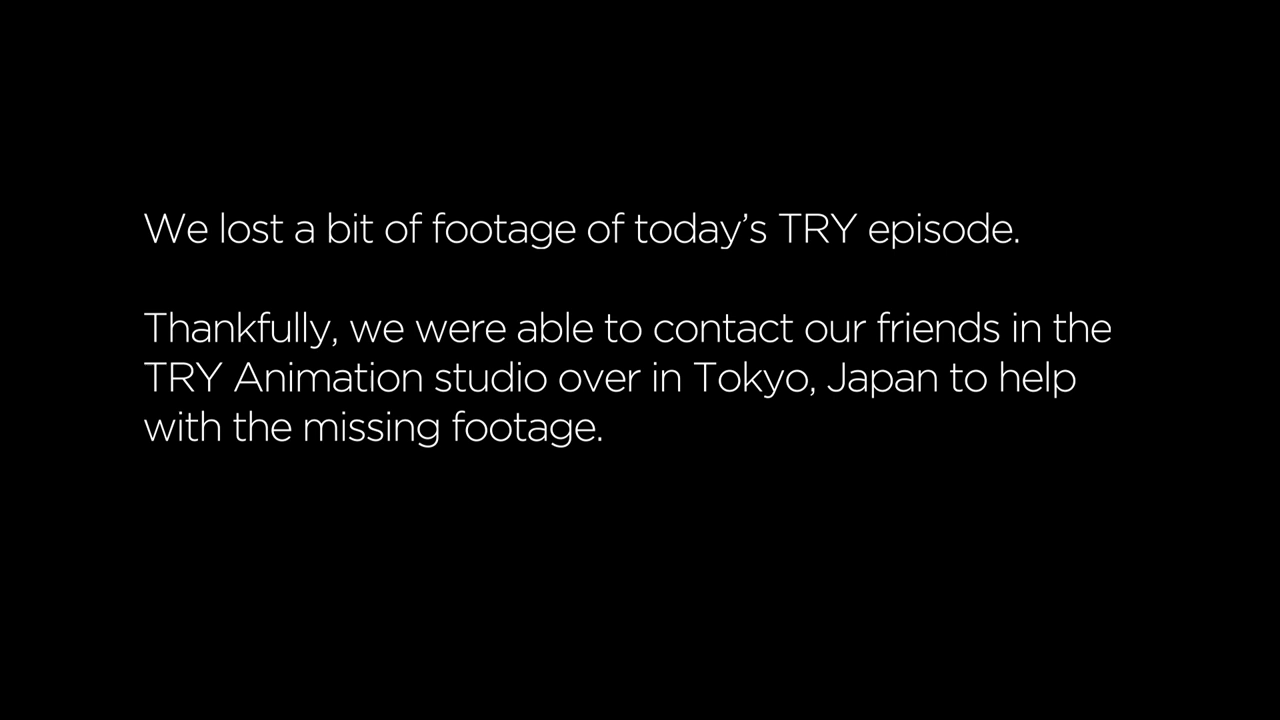 We lost a bit of footage of today’s TRY episode.
Thankfully, we were able to contact our friends in the
TRY Animation studio over in Tokyo, Japan to help
with the missing footage.